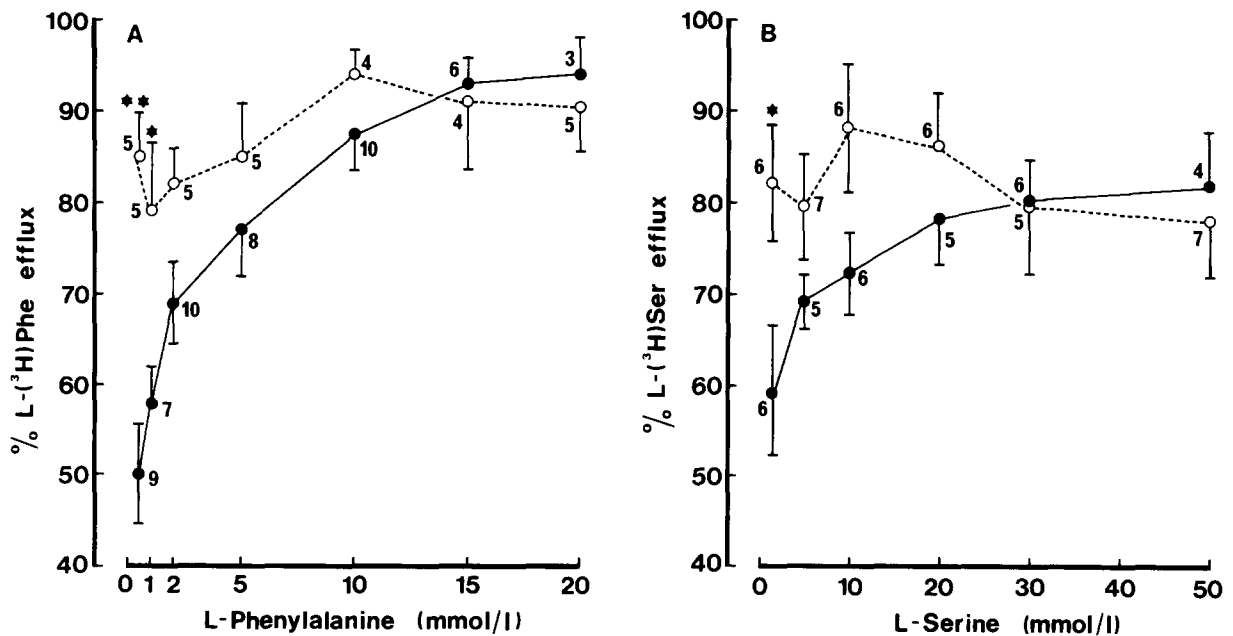 A
% L-(³H)Phe efflux
100
90
80
70
60
50
40
** *
5 5 5 5 4 4 5
9 7 10 8 10 6 3
0 1 2 5 10 15 20
L-Phenylalanine (mmol/l)
B
% L-(³H)Ser efflux
100
90
80
70
60
50
40
*
6 7 6 6 5 7
6 5 6 5 6 4
0 10 20 30 40 50
L-Serine (mmol/l)